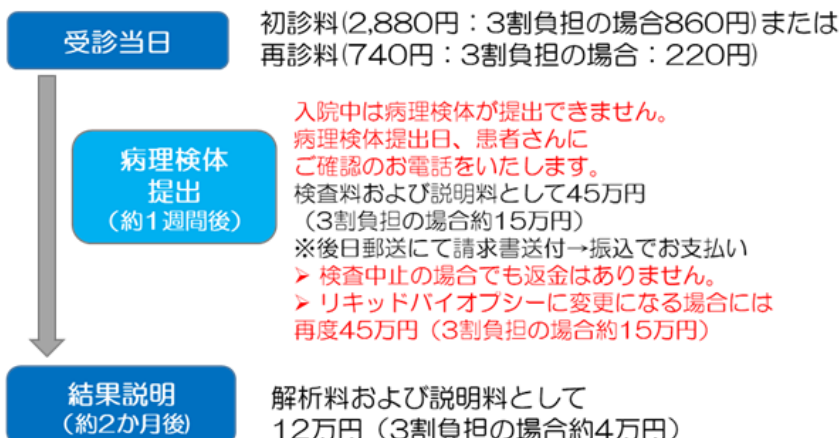 受診当日
初診料(2,880円：3割負担の場合860円)または
再診料(740円：3割負担の場合：220円)
病理検体
提出
（約1週間後）
入院中は病理検体が提出できません。
病理検体提出日、患者さんに
ご確認のお電話をいたします。
検査料および説明料として45万円
（3割負担の場合約15万円）
※後日郵送にて請求書送付→振込でお支払い
➢ 検査中止の場合でも返金はありません。
➢ リキッドバイオプシーに変更になる場合には
再度45万円（3割負担の場合約15万円）
結果説明
（約2か月後)
解析料および説明料として
12万円（3割負担の場合約4万円）